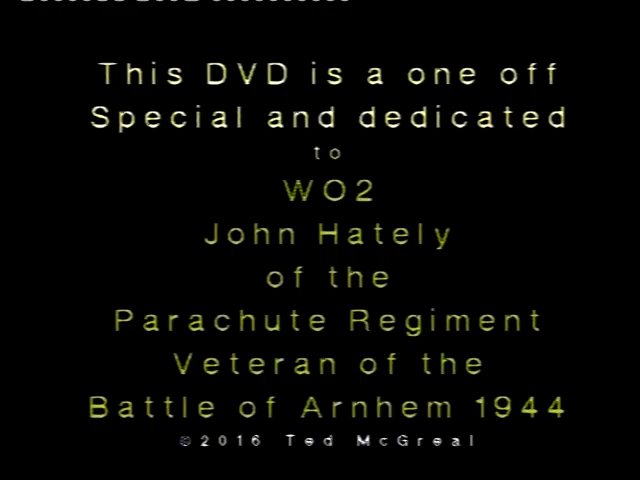 This DVD is a one off
Special and dedicated
to
WO2
John Hately
of the
Parachute Regiment
Veteran of the
Battle of Arnhem 1944
©2016 Ted McGreal